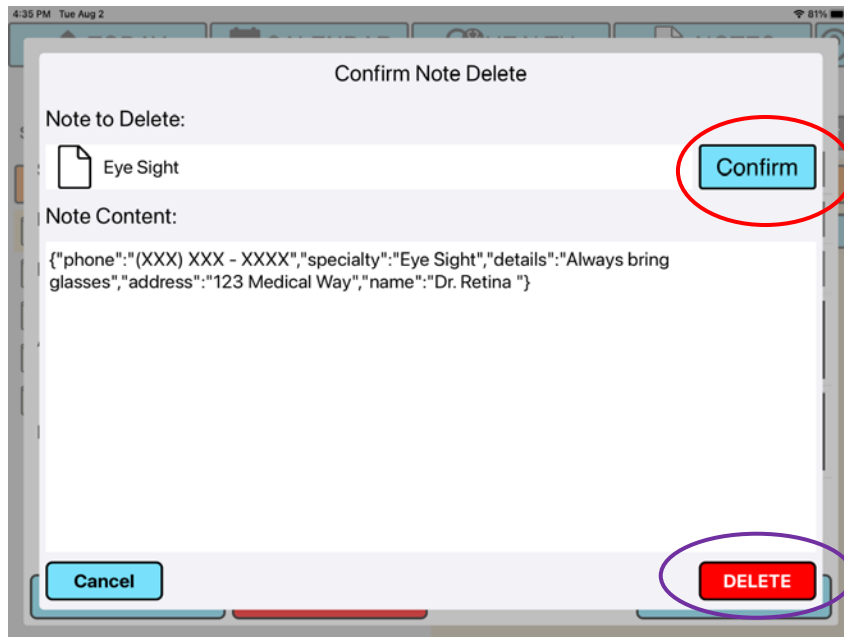 4:35 PM Tue Aug 2 81%
Confirm Note Delete
Note to Delete:
Eye Sight Confirm
Note Content:
{"phone":"(XXX) XXX - XXXX","specialty":"Eye Sight","details":"Always bring
glasses","address":"123 Medical Way","name":"Dr. Retina "}
Cancel DELETE